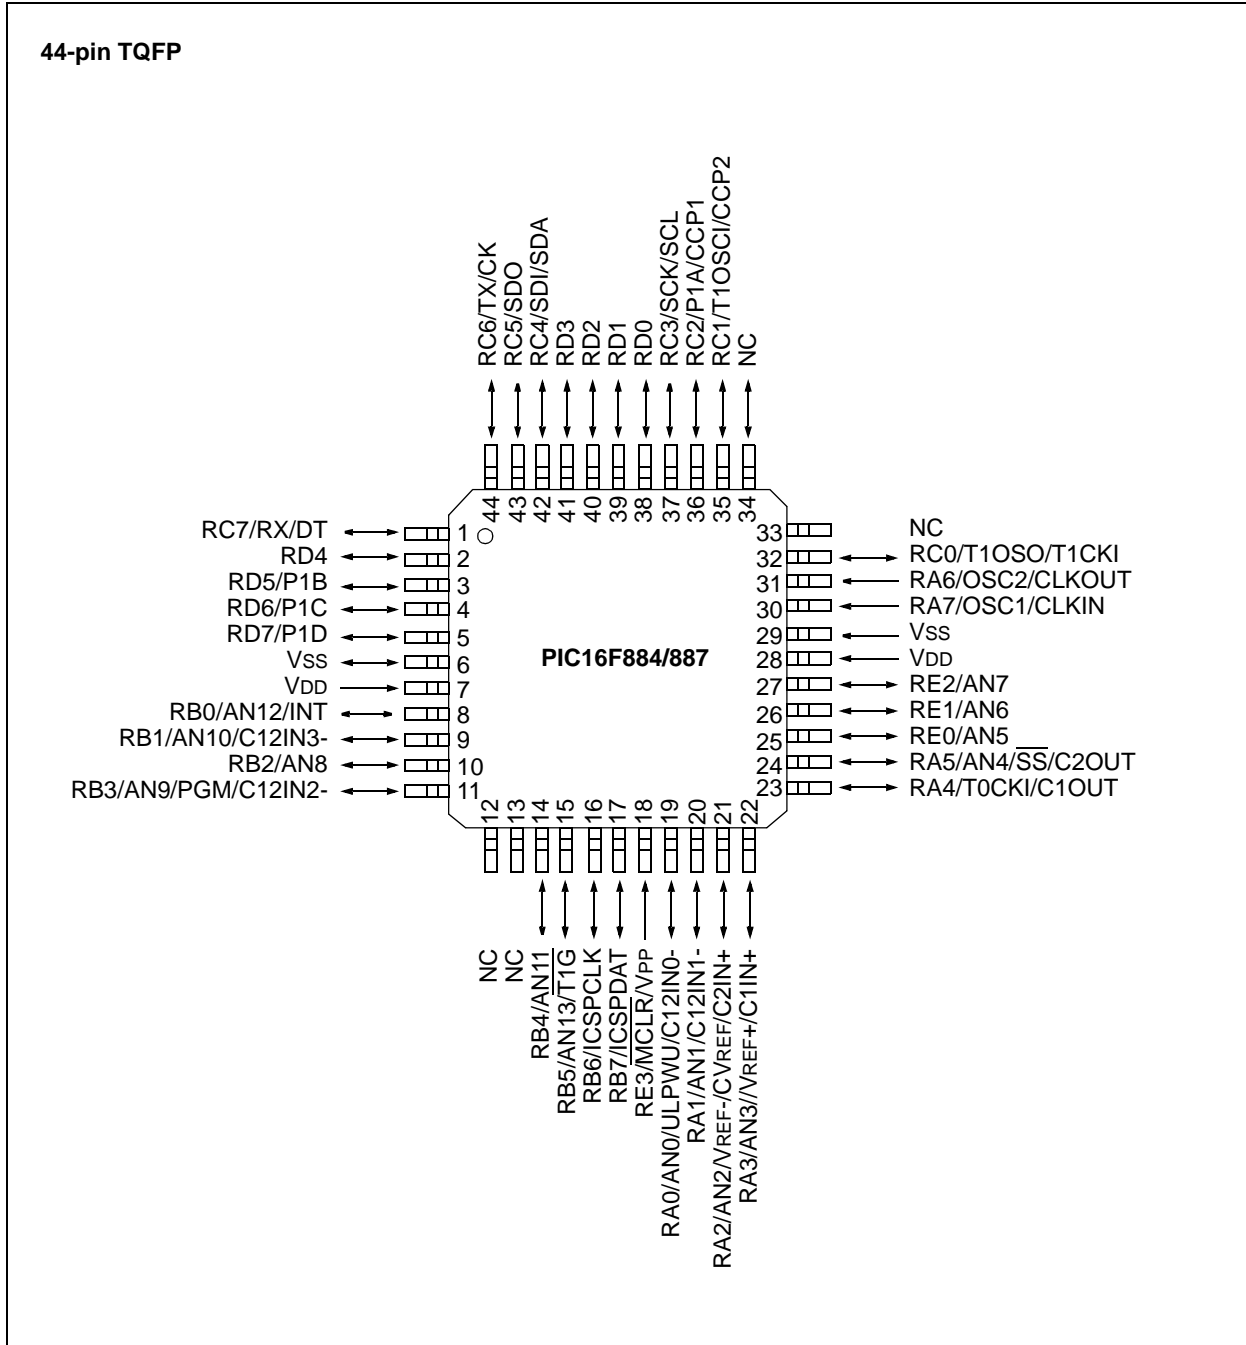 44-pin TQFP
RC6/TX/CK
RC5/SDO
RC4/SDI/SDA
RD3
RD2
RD1
RD0
RC3/SCK/SCL
RC2/P1A/CCP1
RC1/T1OSCI/CCP2
NC
44
43
42
41
40
39
38
37
36
35
34
RC7/RX/DT 1
RD4 2
RD5/P1B 3
RD6/P1C 4
RD7/P1D 5
VSS 6
VDD 7
RB0/AN12/INT 8
RB1/AN10/C12IN3- 9
RB2/AN8 10
RB3/AN9/PGM/C12IN2- 11
PIC16F884/887
33 NC
32 RC0/T1OSO/T1CKI
31 RA6/OSC2/CLKOUT
30 RA7/OSC1/CLKIN
29 VSS
28 VDD
27 RE2/AN7
26 RE1/AN6
25 RE0/AN5
24 RA5/AN4/SS/C2OUT
23 RA4/T0CKI/C1OUT
12
13
14
15
16
17
18
19
20
21
22
NC
NC
RB4/AN11
RB5/AN13/T1G
RB6/ICSPCLK
RB7/ICSPDAT
RE3/MCLR/VPP
RA0/AN0/ULPWU/C12IN0-
RA1/AN1/C12IN1-
RA2/AN2/VREF-/CVREF/C2IN+
RA3/AN3//VREF+/C1IN+